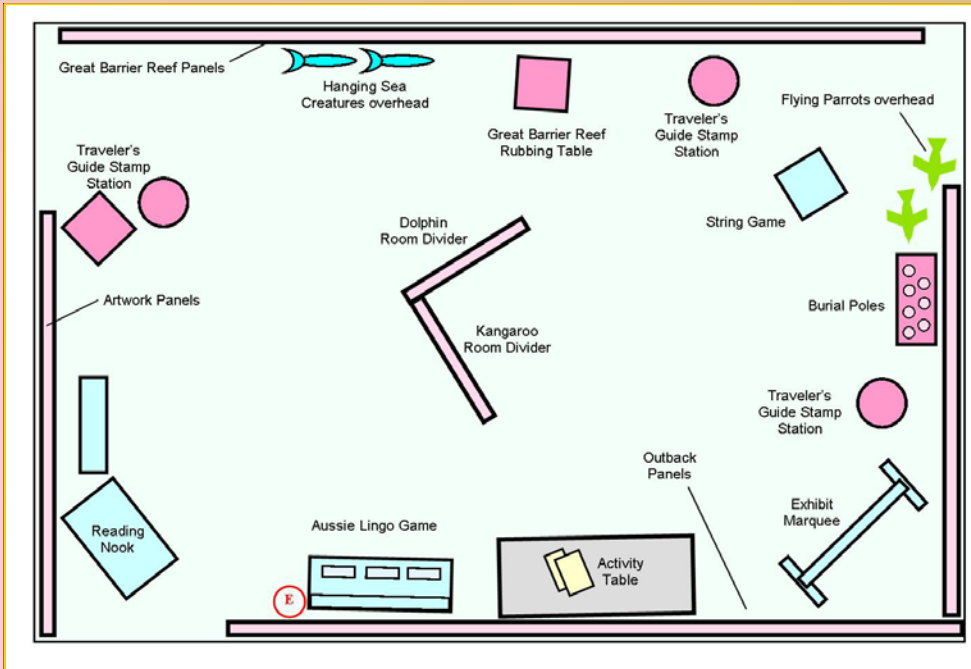 Great Barrier Reef Panels
Hanging Sea
Creatures overhead
Great Barrier Reef
Rubbing Table
Traveler's
Guide Stamp
Station
Flying Parrots overhead
Traveler's
Guide Stamp
Station
String Game
Dolphin
Room Divider
Artwork Panels
Burial Poles
Kangaroo
Room Divider
Traveler's
Guide Stamp
Station
Outback
Panels
Exhibit
Marquee
Reading
Nook
Aussie Lingo Game
Activity
Table
E